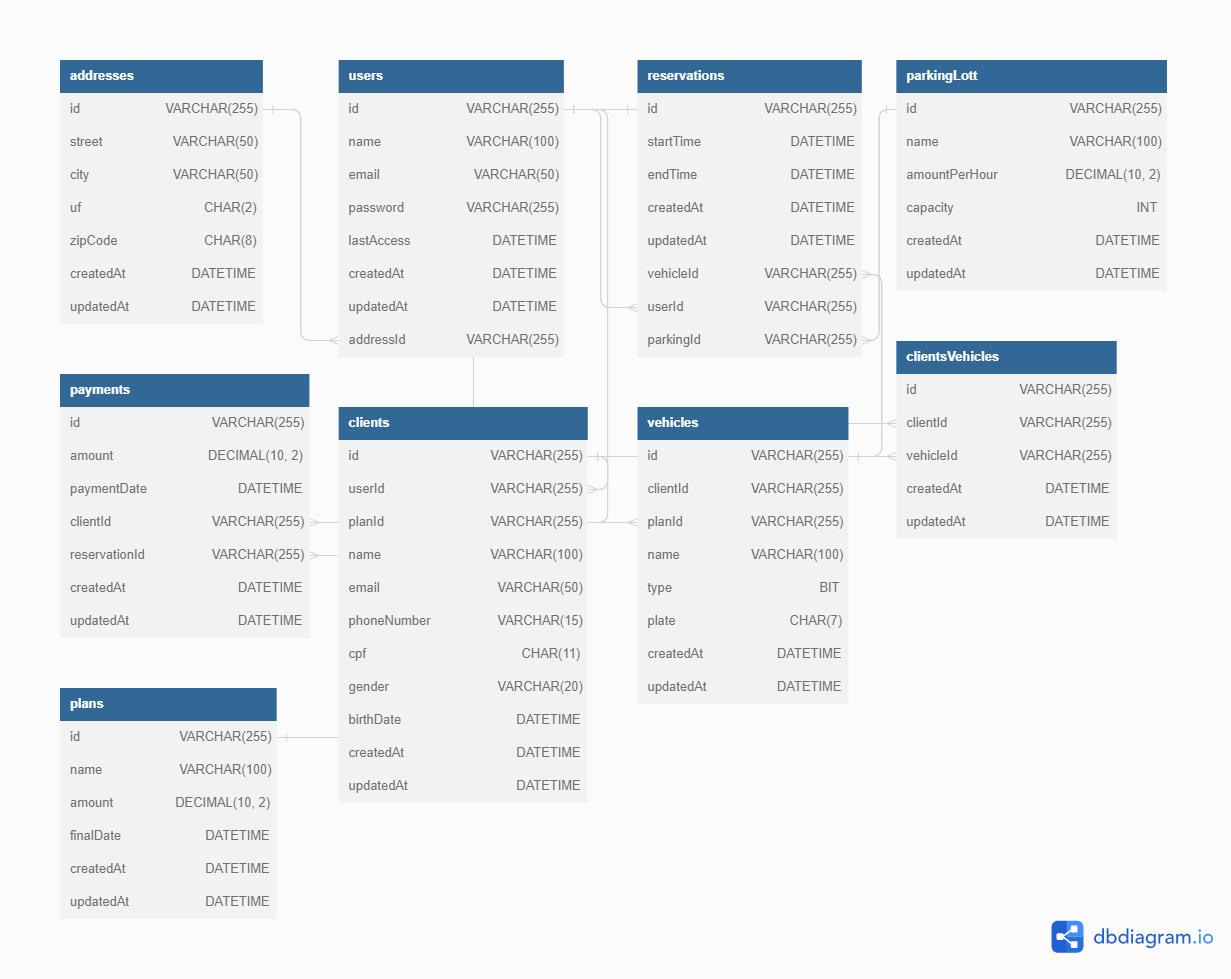 addresses
id VARCHAR(255)
street VARCHAR(50)
city VARCHAR(50)
uf CHAR(2)
zipCode CHAR(8)
createdAt DATETIME
updatedAt DATETIME
users
id VARCHAR(255)
name VARCHAR(100)
email VARCHAR(50)
password VARCHAR(255)
lastAccess DATETIME
createdAt DATETIME
updatedAt DATETIME
addressId VARCHAR(255)
reservations
id VARCHAR(255)
startTime DATETIME
endTime DATETIME
createdAt DATETIME
updatedAt DATETIME
vehicleId VARCHAR(255)
userId VARCHAR(255)
parkingId VARCHAR(255)
parkingLott
id VARCHAR(255)
name VARCHAR(100)
amountPerHour DECIMAL(10, 2)
capacity INT
createdAt DATETIME
updatedAt DATETIME
payments
id VARCHAR(255)
amount DECIMAL(10, 2)
paymentDate DATETIME
clientId VARCHAR(255)
reservationId VARCHAR(255)
createdAt DATETIME
updatedAt DATETIME
clients
id VARCHAR(255)
userId VARCHAR(255)
planId VARCHAR(255)
name VARCHAR(100)
email VARCHAR(50)
phoneNumber VARCHAR(15)
cpf CHAR(11)
gender VARCHAR(20)
birthDate DATETIME
createdAt DATETIME
updatedAt DATETIME
vehicles
id VARCHAR(255)
clientId VARCHAR(255)
planId VARCHAR(255)
name VARCHAR(100)
type BIT
plate CHAR(7)
createdAt DATETIME
updatedAt DATETIME
clientsVehicles
id VARCHAR(255)
clientId VARCHAR(255)
vehicleId VARCHAR(255)
createdAt DATETIME
updatedAt DATETIME
plans
id VARCHAR(255)
name VARCHAR(100)
amount DECIMAL(10, 2)
finalDate DATETIME
createdAt DATETIME
updatedAt DATETIME
dbdiagram.io